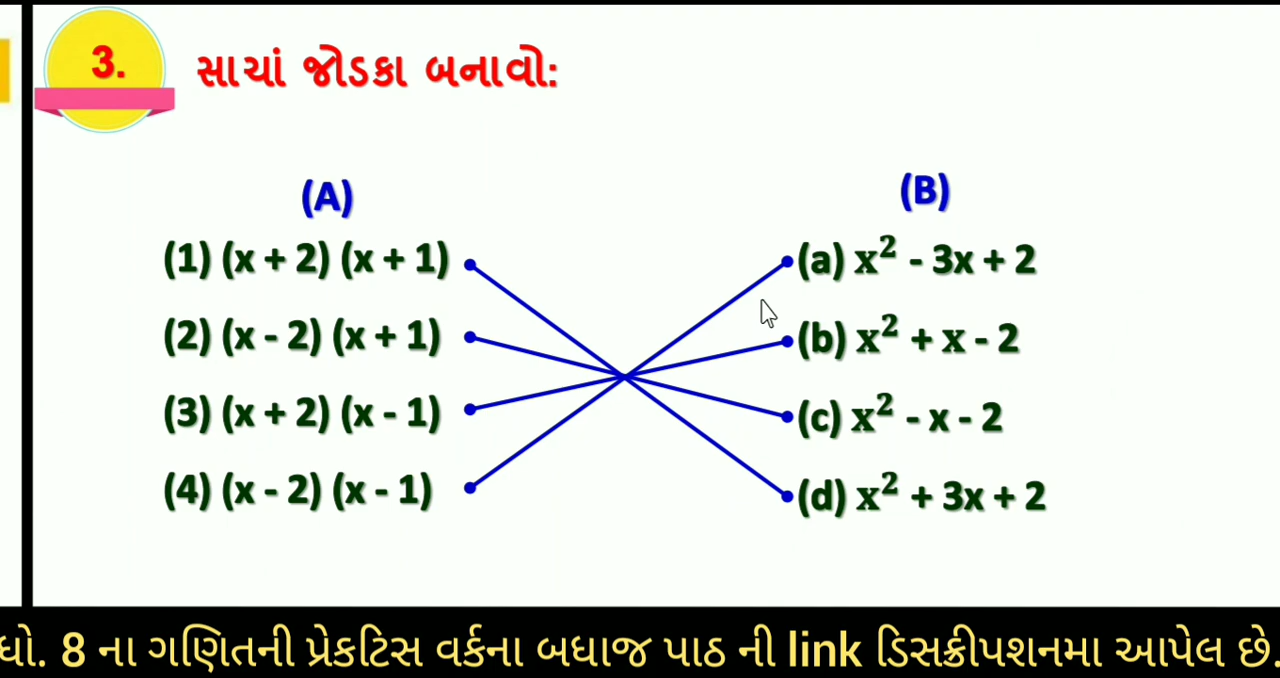 3. સાચાં જોડકા બનાવો:
(A) (B)
(1) (x + 2) (x + 1) (a) x² - 3x + 2
(2) (x - 2) (x + 1) (b) x² + x - 2
(3) (x + 2) (x - 1) (c) x² - x - 2
(4) (x - 2) (x - 1) (d) x² + 3x + 2
ધો. 8 ના ગણિતની પ્રેકટિસ વર્કના બધાજ પાઠ ની link ડિસક્રીપશનમા આપેલ છે.